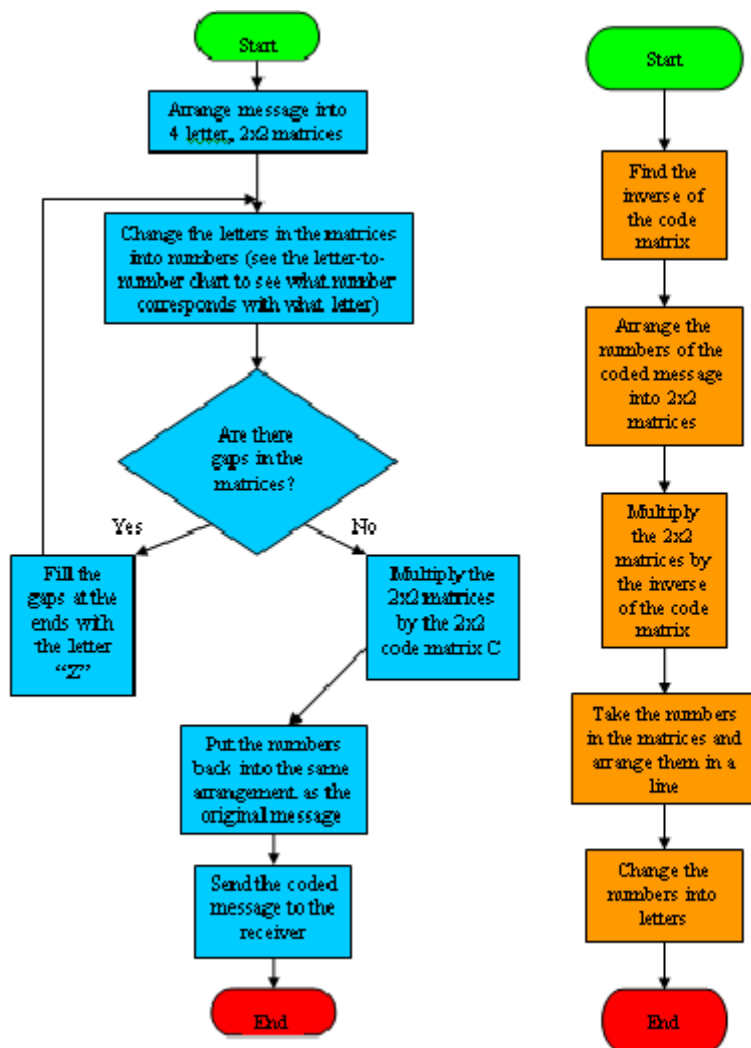 Start
Arrange message into
4 letter, 2x2 matrices
Change the letters in the matrices
into numbers (see the letter-to-
number chart to see what number
corresponds with what letter)
Are there
gaps in the
matrices?
Yes
No
Fill the
gaps at the
ends with
the letter
“Z”
Multiply the
2x2 matrices
by the 2x2
code matrix C
Put the numbers
back into the same
arrangement as the
original message
Send the coded
message to the
receiver
End
Start
Find the
inverse of
the code
matrix
Arrange the
numbers of the
coded message
into 2x2
matrices
Multiply
the 2x2
matrices by
the inverse
of the code
matrix
Take the numbers
in the matrices and
arrange them in a
line
Change the
numbers into
letters
End